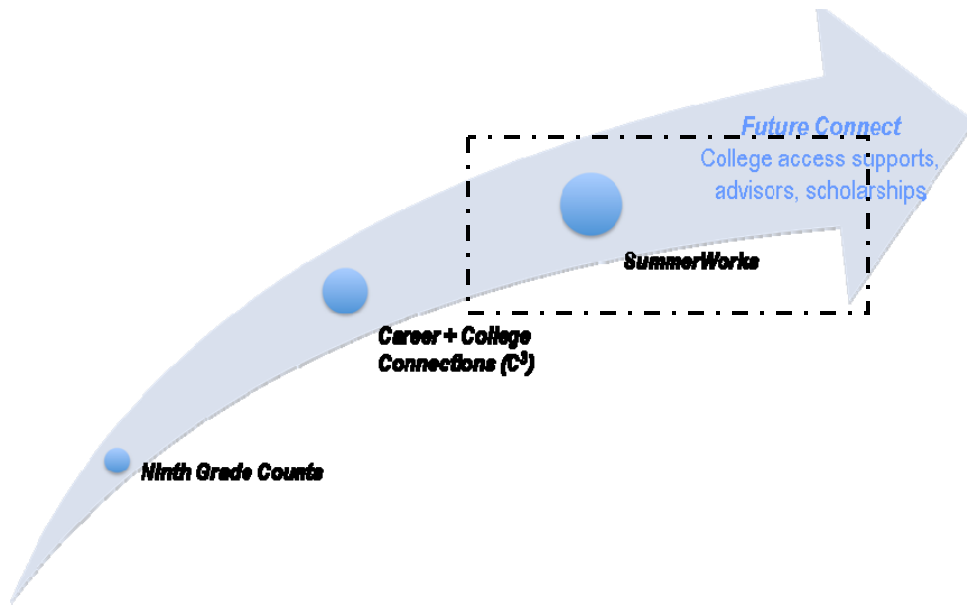 Future Connect
College access supports,
advisors, scholarships
SummerWorks
Career + College
Connections (C³)
Ninth Grade Counts